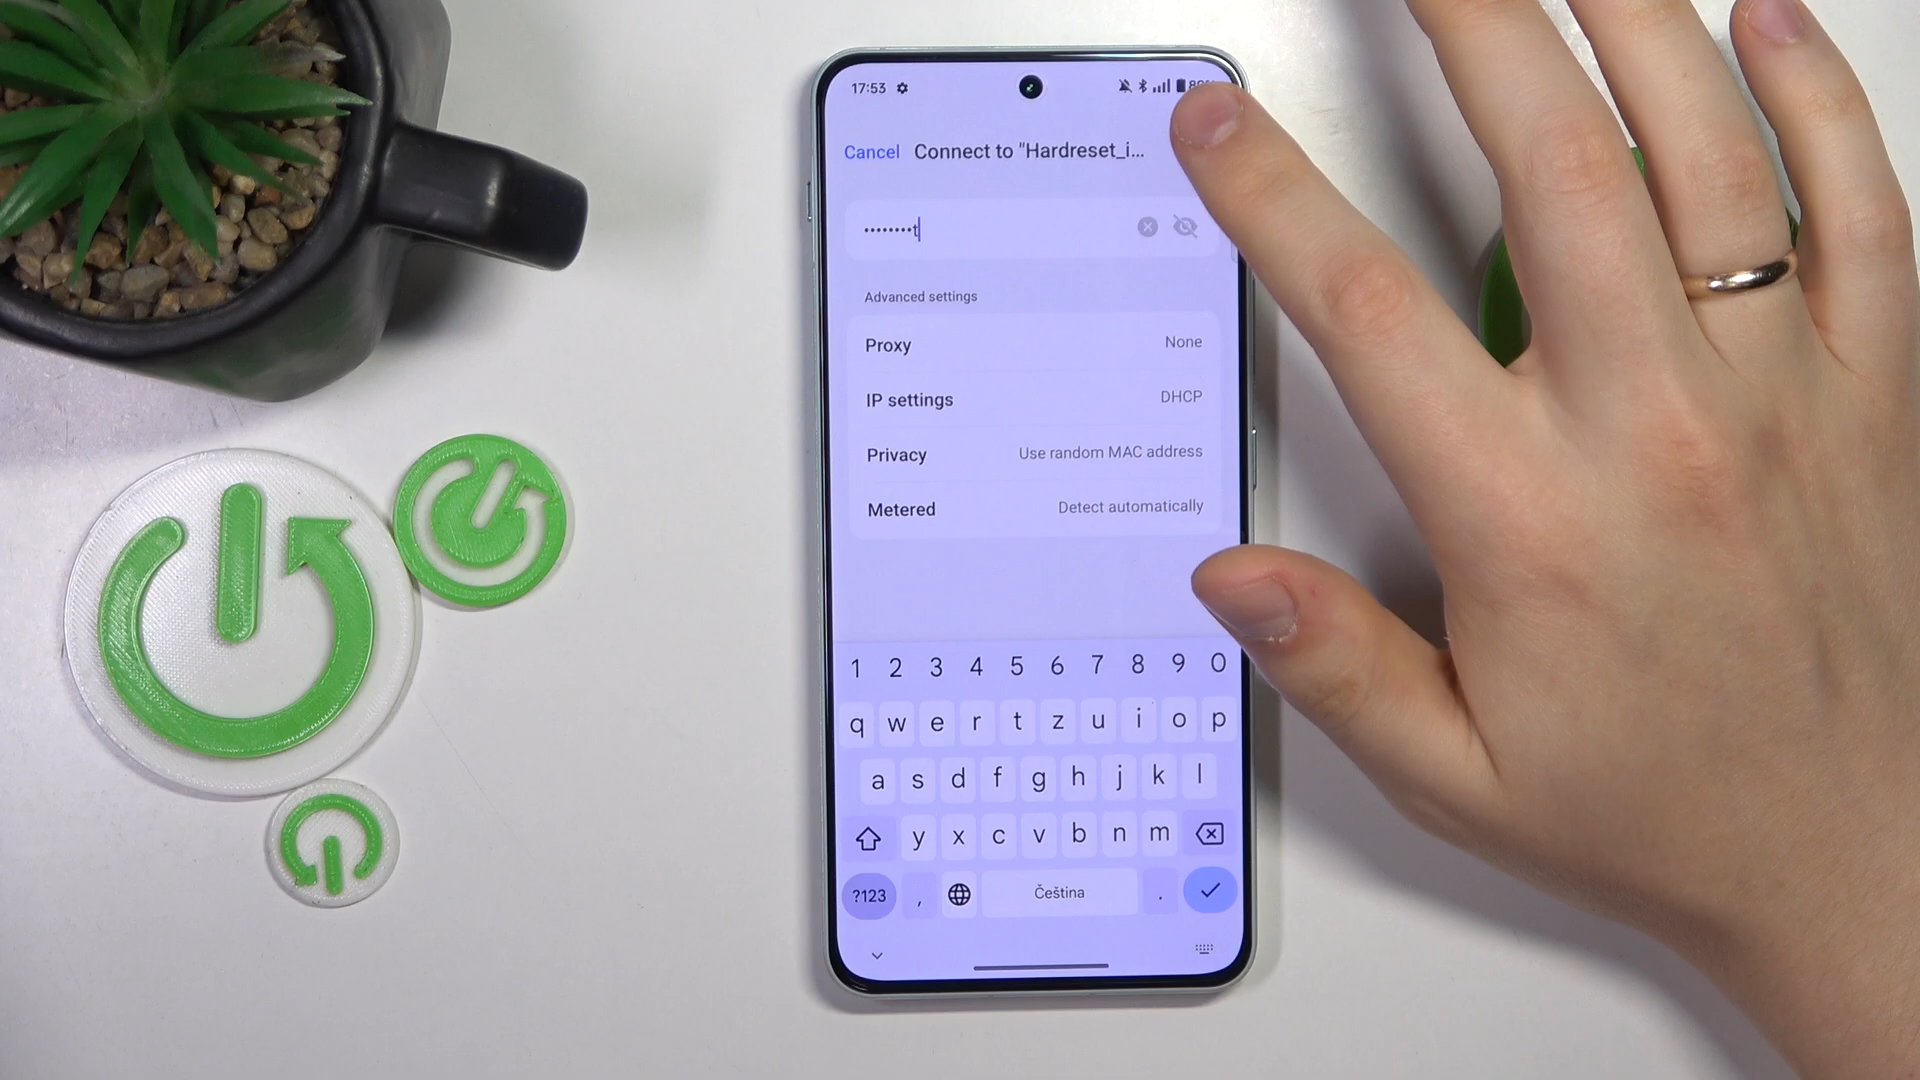 17:53
Cancel Connect to "Hardreset_i...
••••••••t
Advanced settings
Proxy None
IP settings DHCP
Privacy Use random MAC address
Metered Detect automatically
1 2 3 4 5 6 7 8 9 0
q w e r t z u i o p
a s d f g h j k l
y x c v b n m
?123 , Čeština .